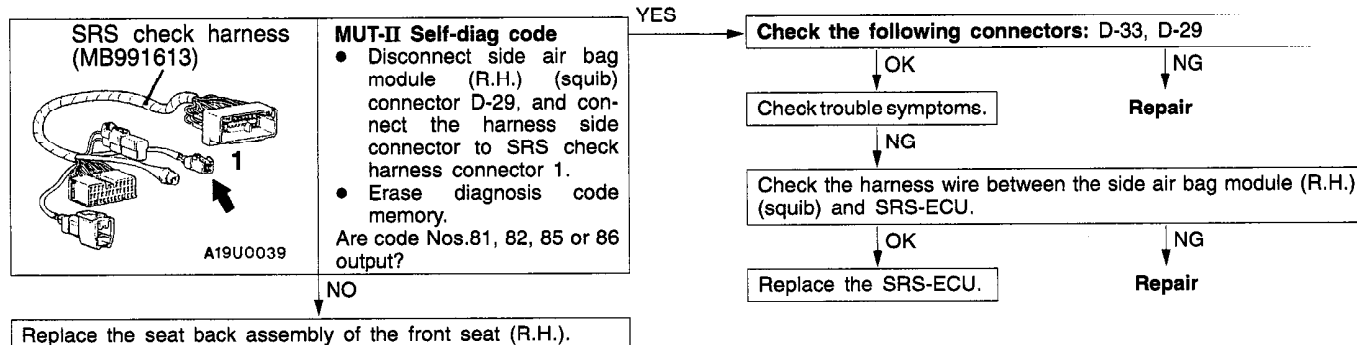 SRS check harness
(MB991613)
1
A19U0039
MUT-II Self-diag code
● Disconnect side air bag
module (R.H.) (squib)
connector D-29, and con-
nect the harness side
connector to SRS check
harness connector 1.
● Erase diagnosis code
memory.
Are code Nos.81, 82, 85 or 86
output?
YES
NO
Replace the seat back assembly of the front seat (R.H.).
Check the following connectors: D-33, D-29
OK
NG
Check trouble symptoms.
Repair
NG
Check the harness wire between the side air bag module (R.H.)
(squib) and SRS-ECU.
OK
NG
Replace the SRS-ECU.
Repair